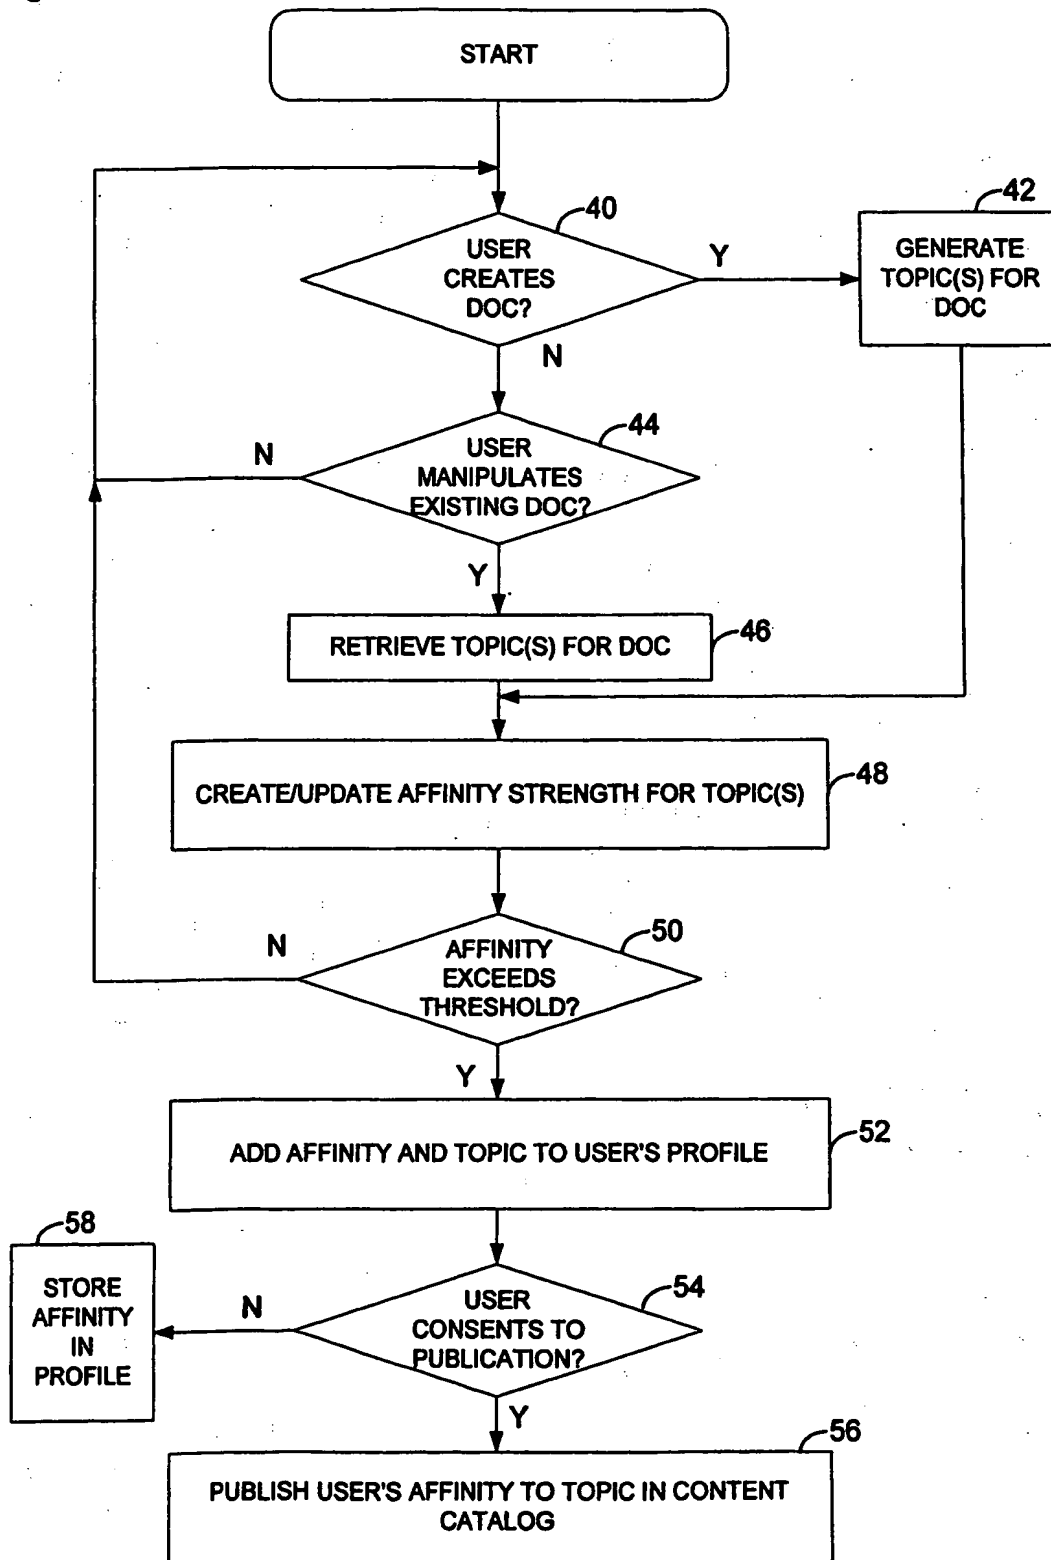 START
40
USER
CREATES
DOC?
Y
42
GENERATE
TOPIC(S) FOR
DOC
N
44
USER
MANIPULATES
EXISTING DOC?
N
Y
RETRIEVE TOPIC(S) FOR DOC
46
CREATE/UPDATE AFFINITY STRENGTH FOR TOPIC(S)
48
50
AFFINITY
EXCEEDS
THRESHOLD?
N
Y
ADD AFFINITY AND TOPIC TO USER'S PROFILE
52
54
USER
CONSENTS TO
PUBLICATION?
N
58
STORE
AFFINITY
IN
PROFILE
Y
56
PUBLISH USER'S AFFINITY TO TOPIC IN CONTENT
CATALOG